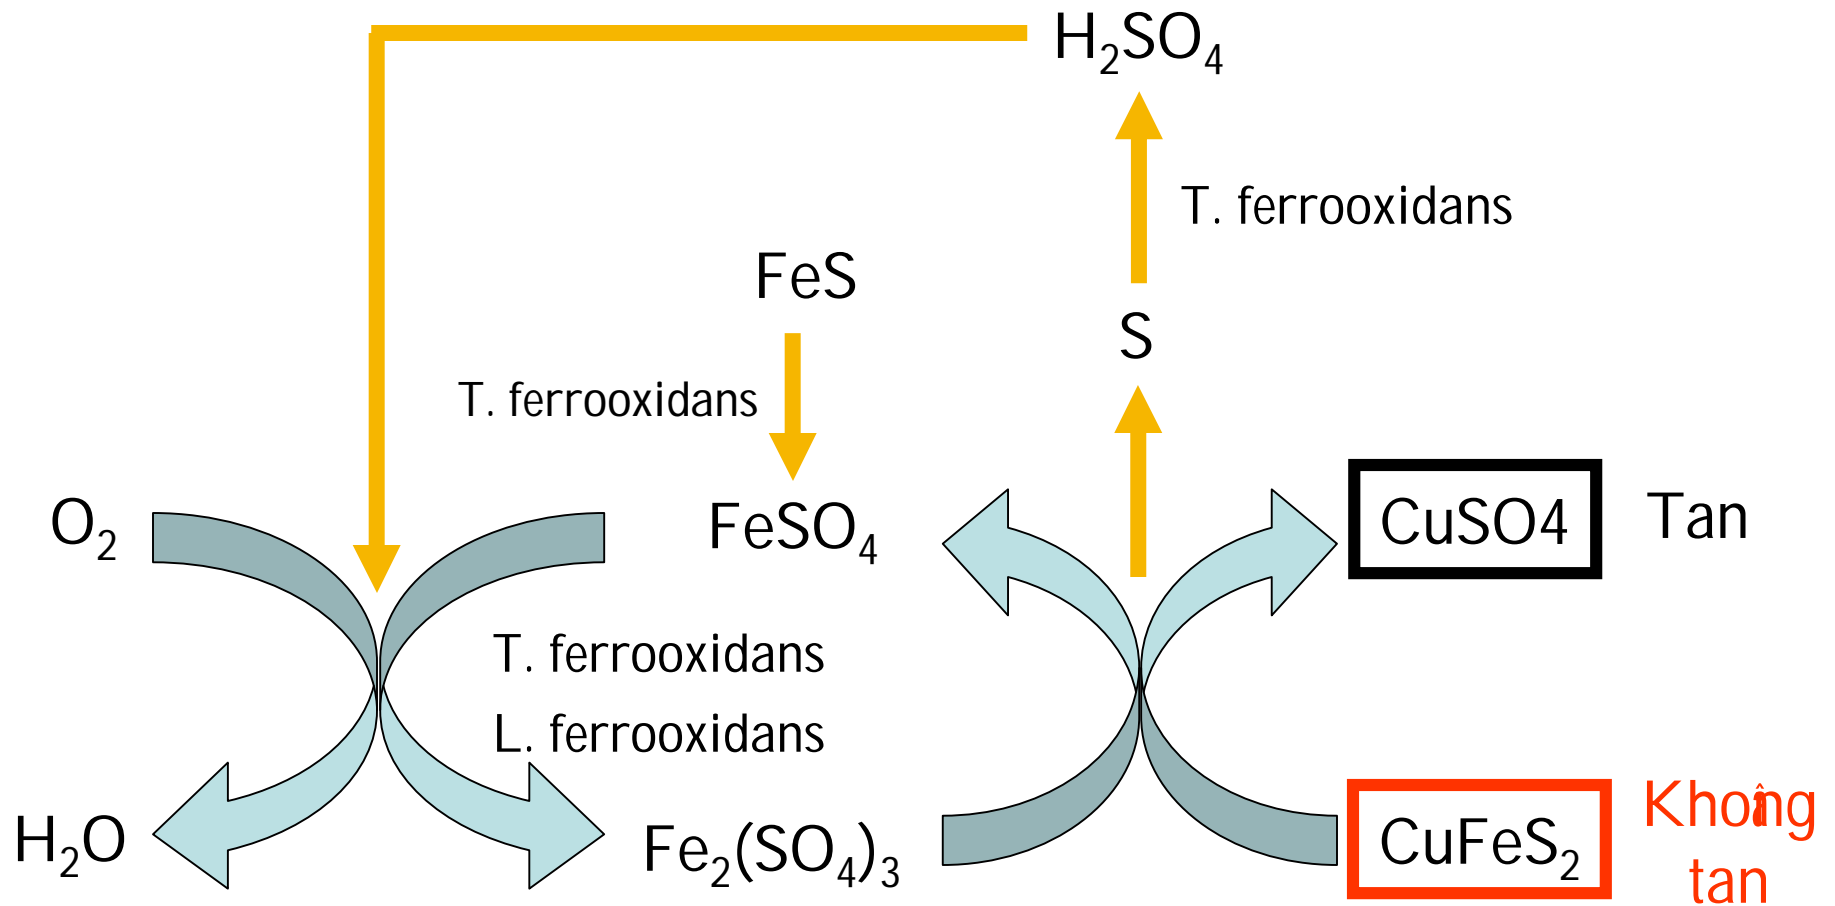 H₂SO₄
T. ferrooxidans
FeS
S
T. ferrooxidans
O₂
FeSO₄
CuSO4
Tan
T. ferrooxidans
L. ferrooxidans
H₂O
Fe₂(SO₄)₃
CuFeS₂
Không
tan